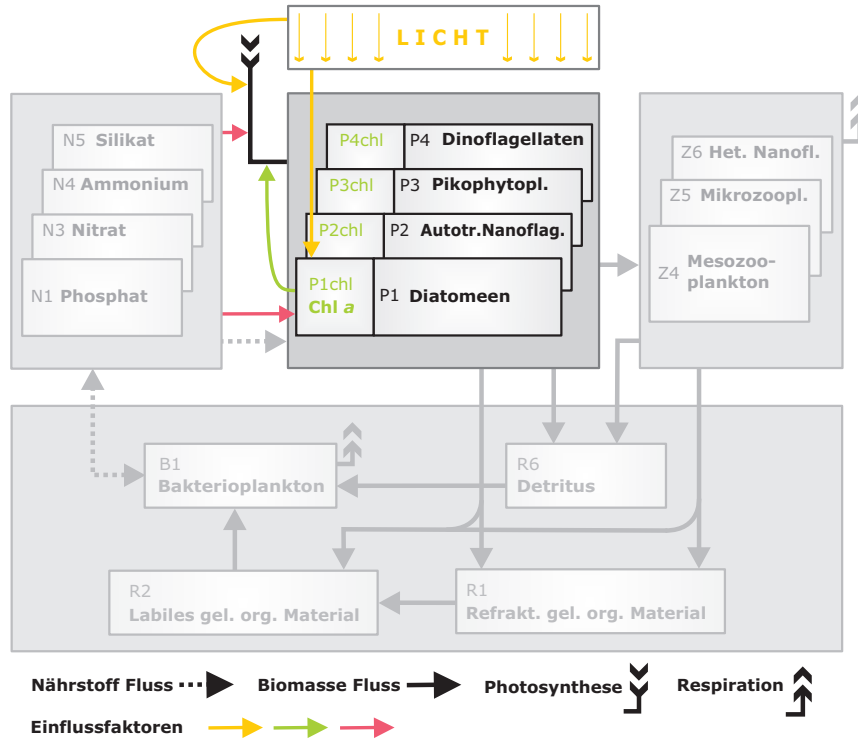 LICHT
N5 Silikat
N4 Ammonium
N3 Nitrat
N1 Phosphat
P4chl P4 Dinoflagellaten
P3chl P3 Pikophytopl.
P2chl P2 Autotr.Nanoflag.
P1chl
Chl a
P1 Diatomeen
Z6 Het. Nanofl.
Z5 Mikrozoopl.
Z4 Mesozoo-
plankton
B1
Bakterioplankton
R6
Detritus
R2
Labiles gel. org. Material
R1
Refrakt. gel. org. Material
Nährstoff Fluss
Biomasse Fluss
Photosynthese
Respiration
Einflussfaktoren